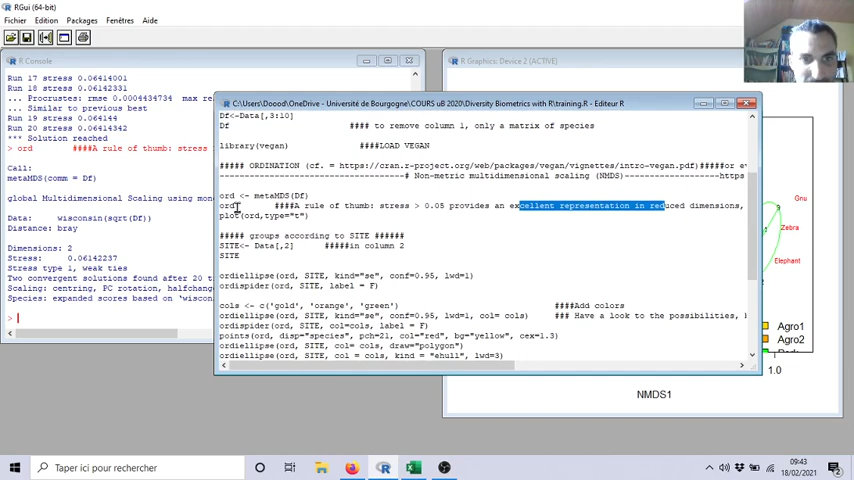 RGui (64-bit)
Fichier Edition Packages Fenêtres Aide
R Console
Run 17 stress 0.06414001
Run 18 stress 0.06142331
... Procrustes: rmse 0.0004434734 max re
... Similar to previous best
Run 19 stress 0.064144
Run 20 stress 0.06414342
*** Solution reached
> ord ####A rule of thumb: stress
Call:
metaMDS(comm = Df)
global Multidimensional Scaling using mon
Data: wisconsin(sqrt(Df))
Distance: bray
Dimensions: 2
Stress: 0.06142237
Stress type 1, weak ties
Two convergent solutions found after 20 t
Scaling: centring, PC rotation, halfchange
Species: expanded scores based on 'wiscon
>
C:\Users\Doood\OneDrive - Université de Bourgogne\COURS uB 2020\Diversity Biometrics with R\training.R - Editeur R
Df<-Data[,3:10]
Df #### to remove column 1, only a matrix of species
library(vegan) ####LOAD VEGAN
##### ORDINATION (cf. = https://cran.r-project.org/web/packages/vegan/vignettes/intro-vegan.pdf)#####or e
------------------------------# Non-metric multidimensional scaling (NMDS)------------------https
ord <- metaMDS(Df)
ord ####A rule of thumb: stress > 0.05 provides an excellent representation in reduced dimensions,
plot(ord,type="t")
##### groups according to SITE ######
SITE<- Data[,2] ####in column 2
SITE
ordiellipse(ord, SITE, kind="se", conf=0.95, lwd=1)
ordispider(ord, SITE, label = F)
cols <- c('gold', 'orange', 'green') ####Add colors
ordiellipse(ord, SITE, kind="se", conf=0.95, lwd=1, col= cols) ### Have a look to the possibilities,
ordispider(ord, SITE, col=cols, label = F)
points(ord, disp="species", pch=21, col="red", bg="yellow", cex=1.3)
ordiellipse(ord, SITE, col= cols, draw="polygon")
ordiellipse(ord, SITE, col = cols, kind = "ehull", lwd=3)
R Graphics: Device 2 (ACTIVE)
Gnu
9
Zebra
Elephant
Agro1
Agro2
1.0
NMDS1
Taper ici pour rechercher
09:43
18/02/2021
2